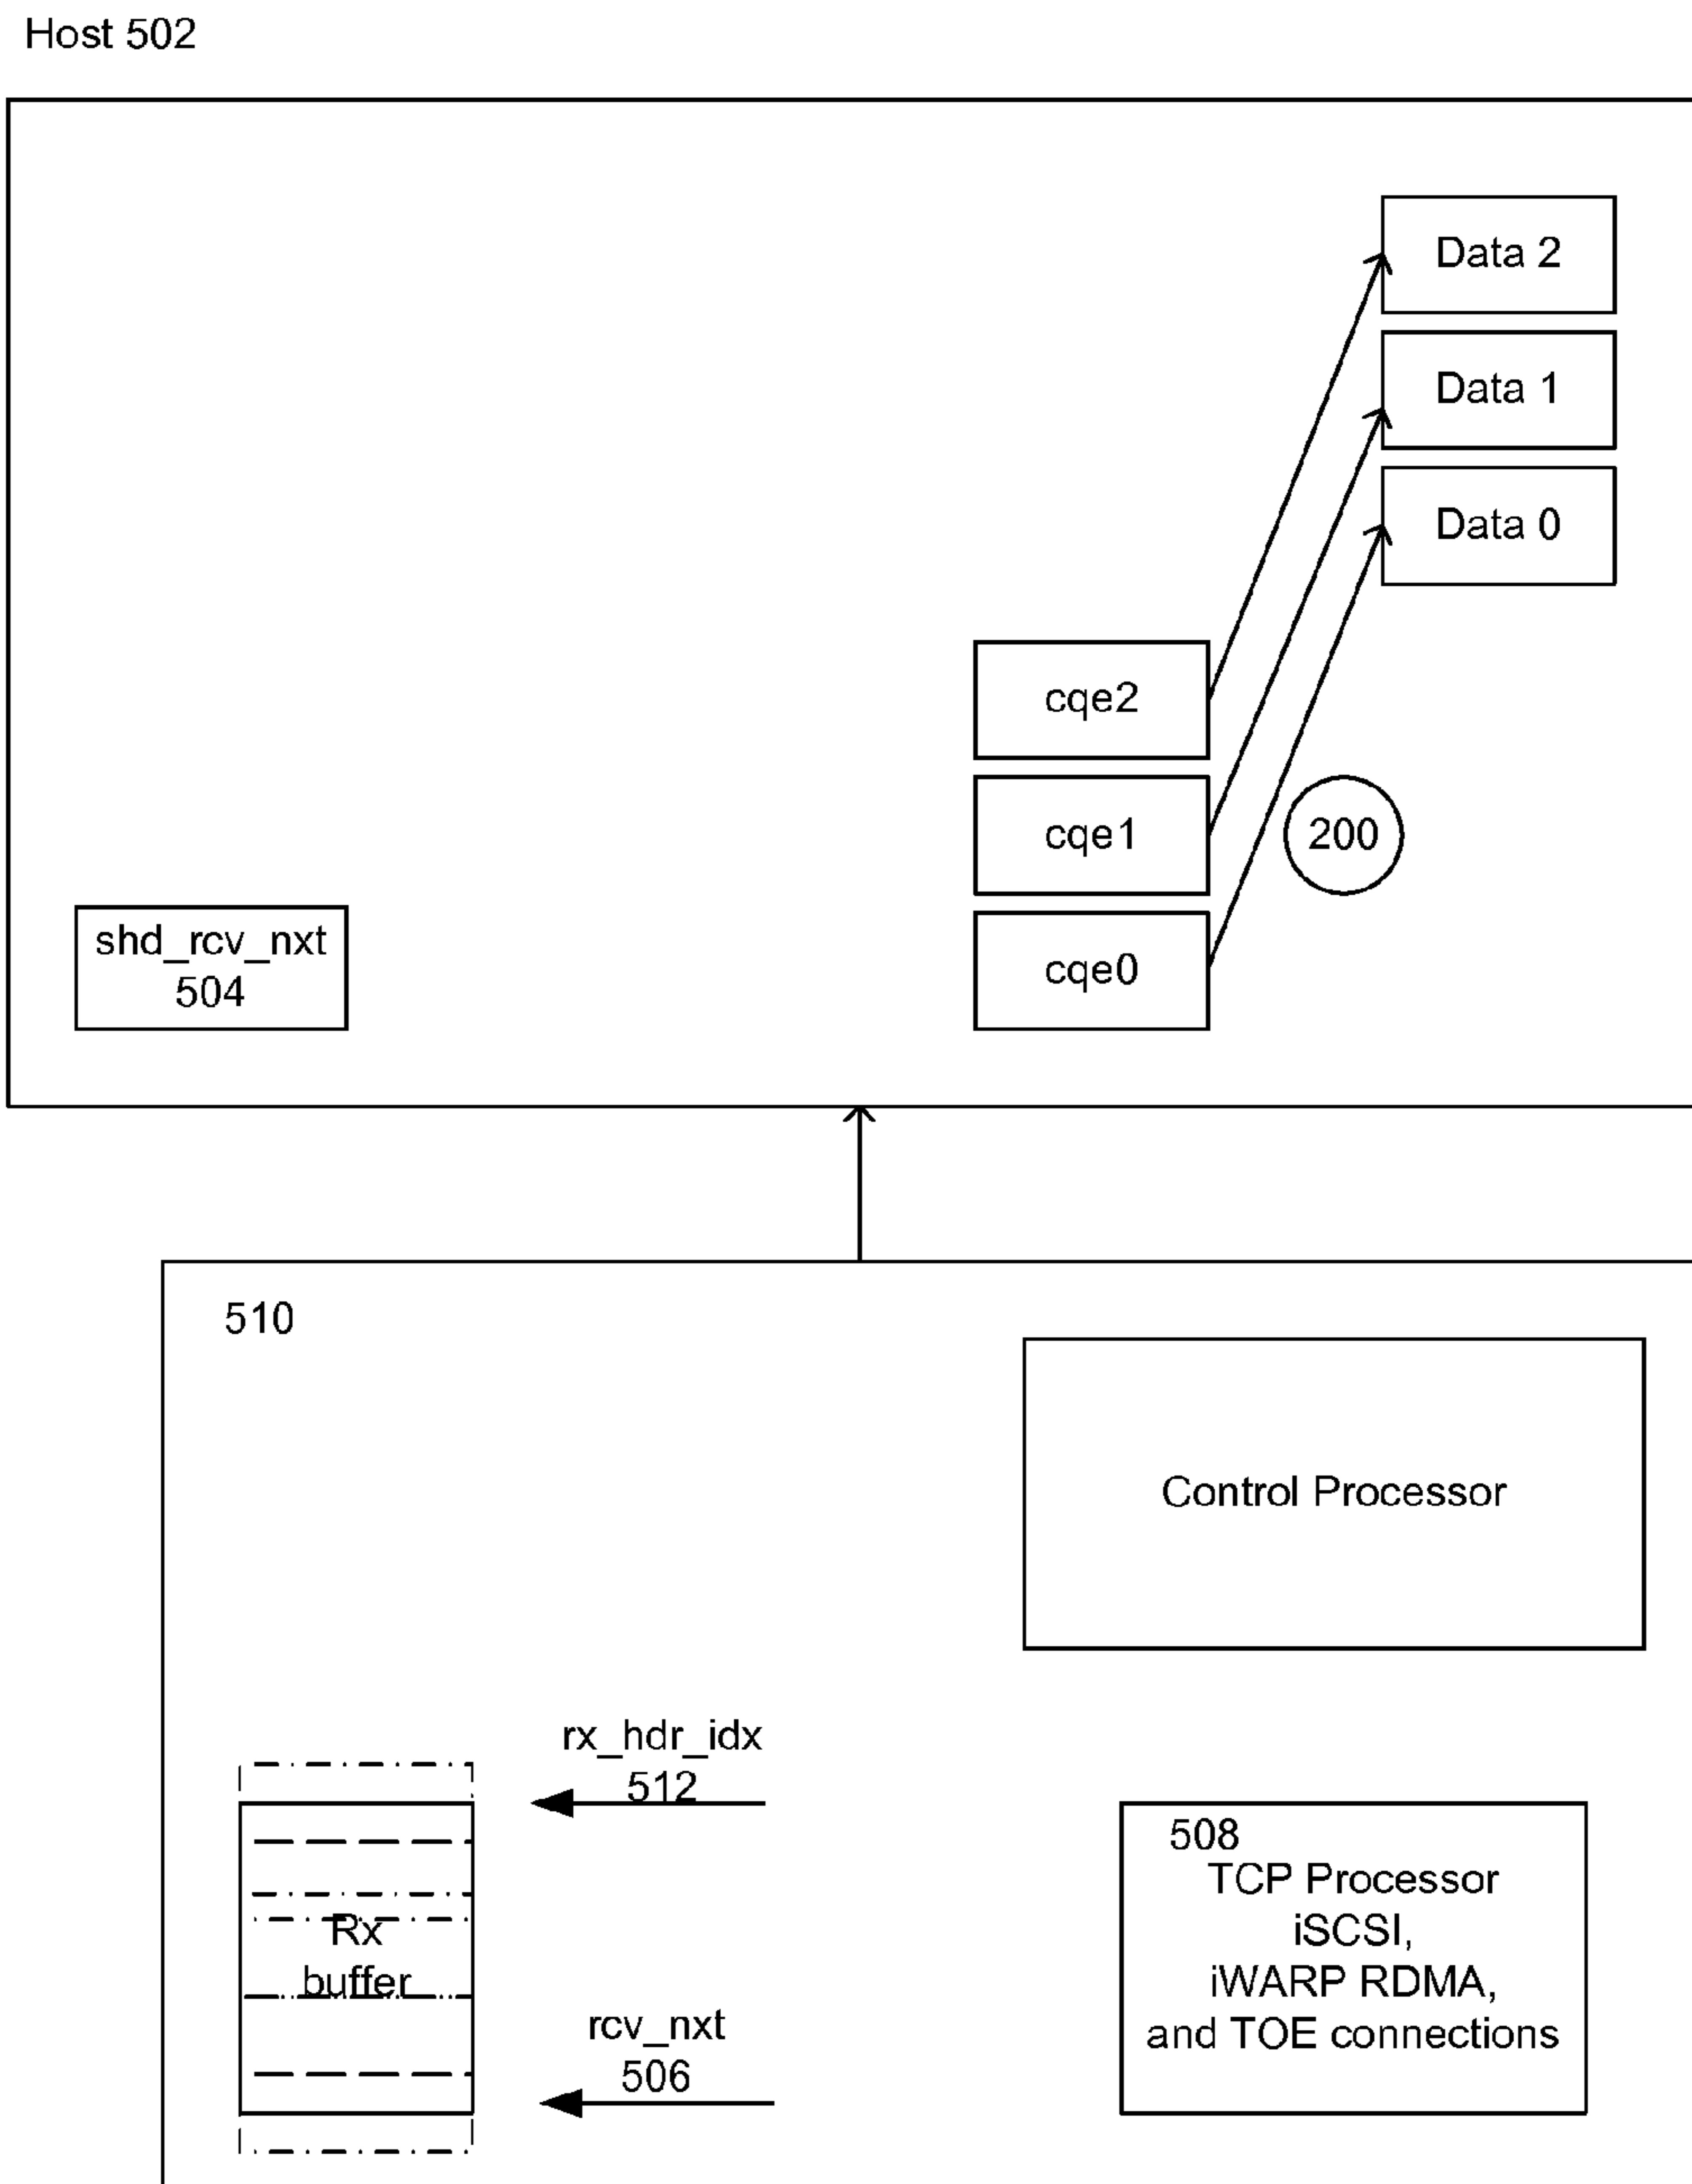 Host 502
Data 2
Data 1
Data 0
cqe2
cqe1
200
shd_rcv_nxt
504
cqe0
510
Control Processor
rx_hdr_idx
512
508
TCP Processor
iSCSI,
iWARP RDMA,
and TOE connections
Rx
buffer
rcv_nxt
506